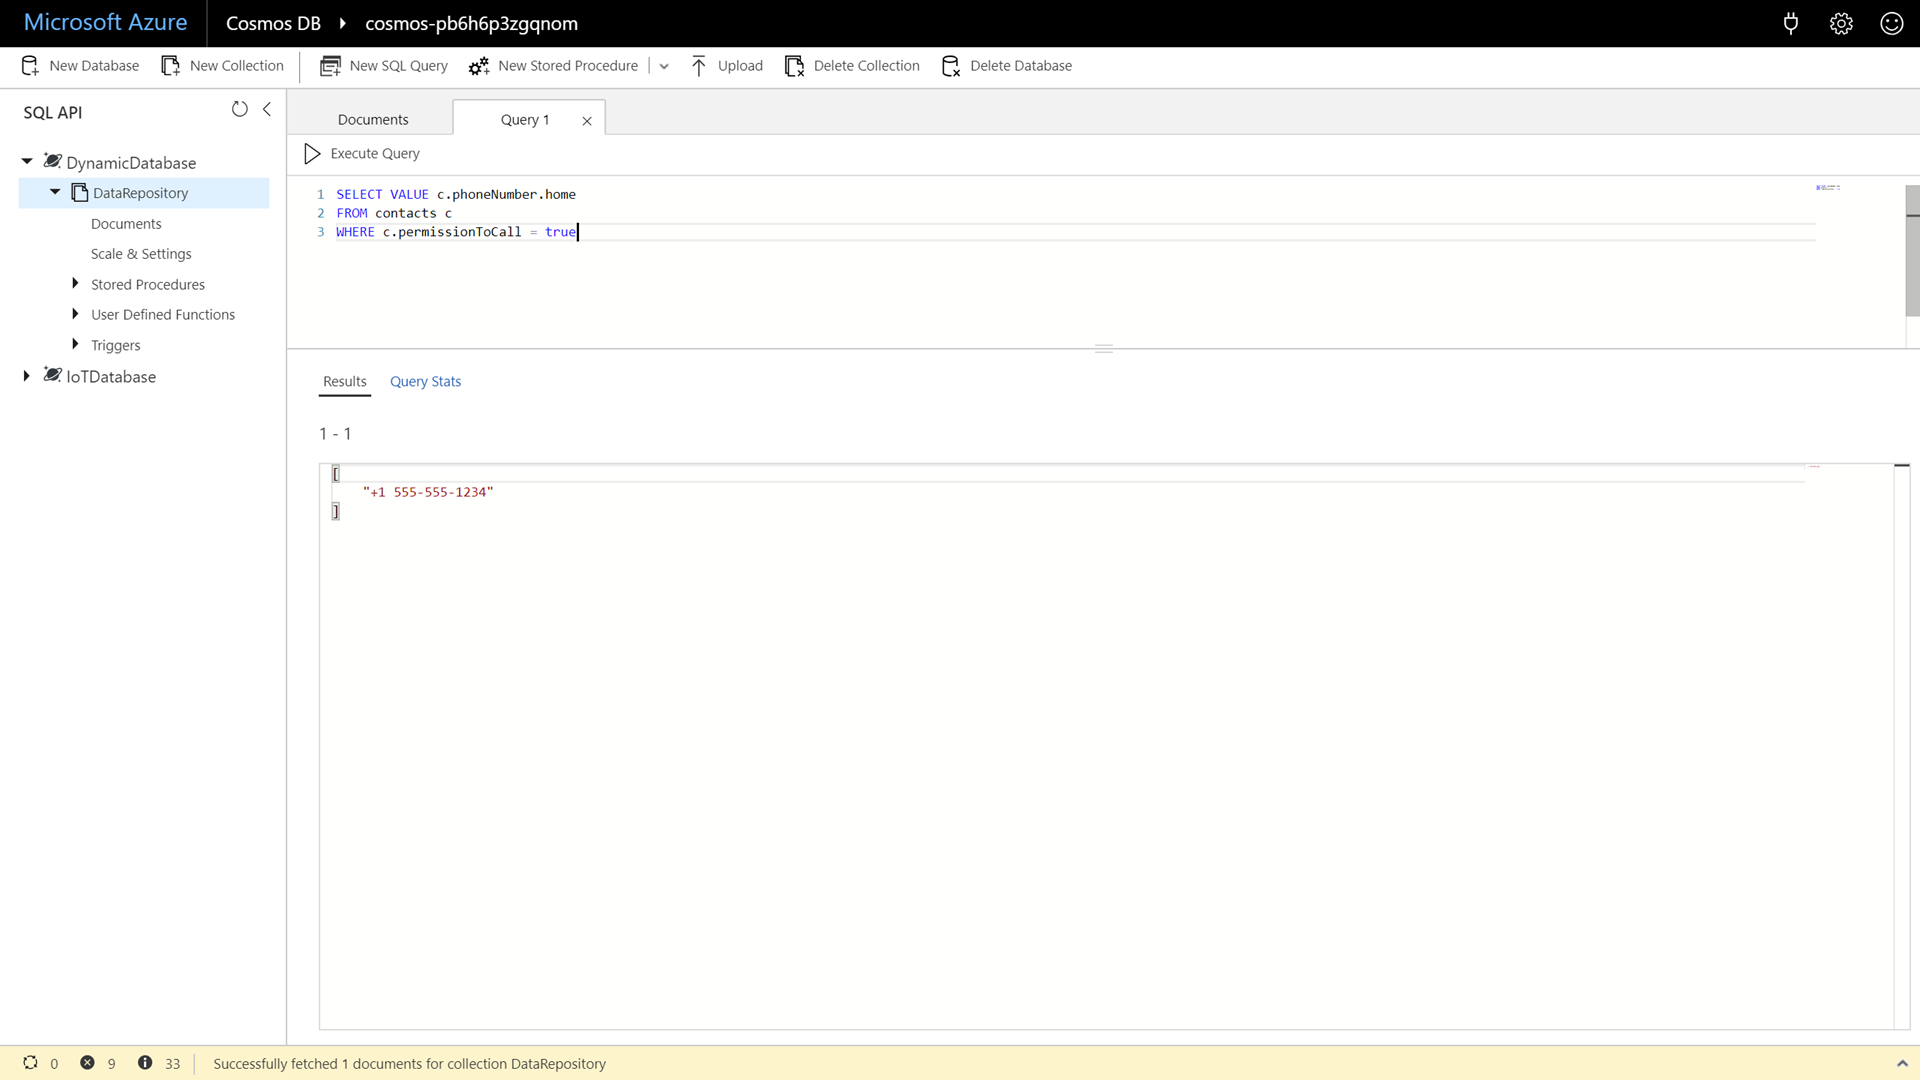 Microsoft Azure
Cosmos DB
cosmos-pb6h6p3zgqnom
New Database
New Collection
New SQL Query
New Stored Procedure
Upload
Delete Collection
Delete Database
SQL API
DynamicDatabase
DataRepository
Documents
Scale & Settings
Stored Procedures
User Defined Functions
Triggers
IoTDatabase
Documents
Query 1
Execute Query
1 SELECT VALUE c.phoneNumber.home
2 FROM contacts c
3 WHERE c.permissionToCall = true
Results
Query Stats
1 - 1
[
"+1 555-555-1234"
]
0
9
33
Successfully fetched 1 documents for collection DataRepository